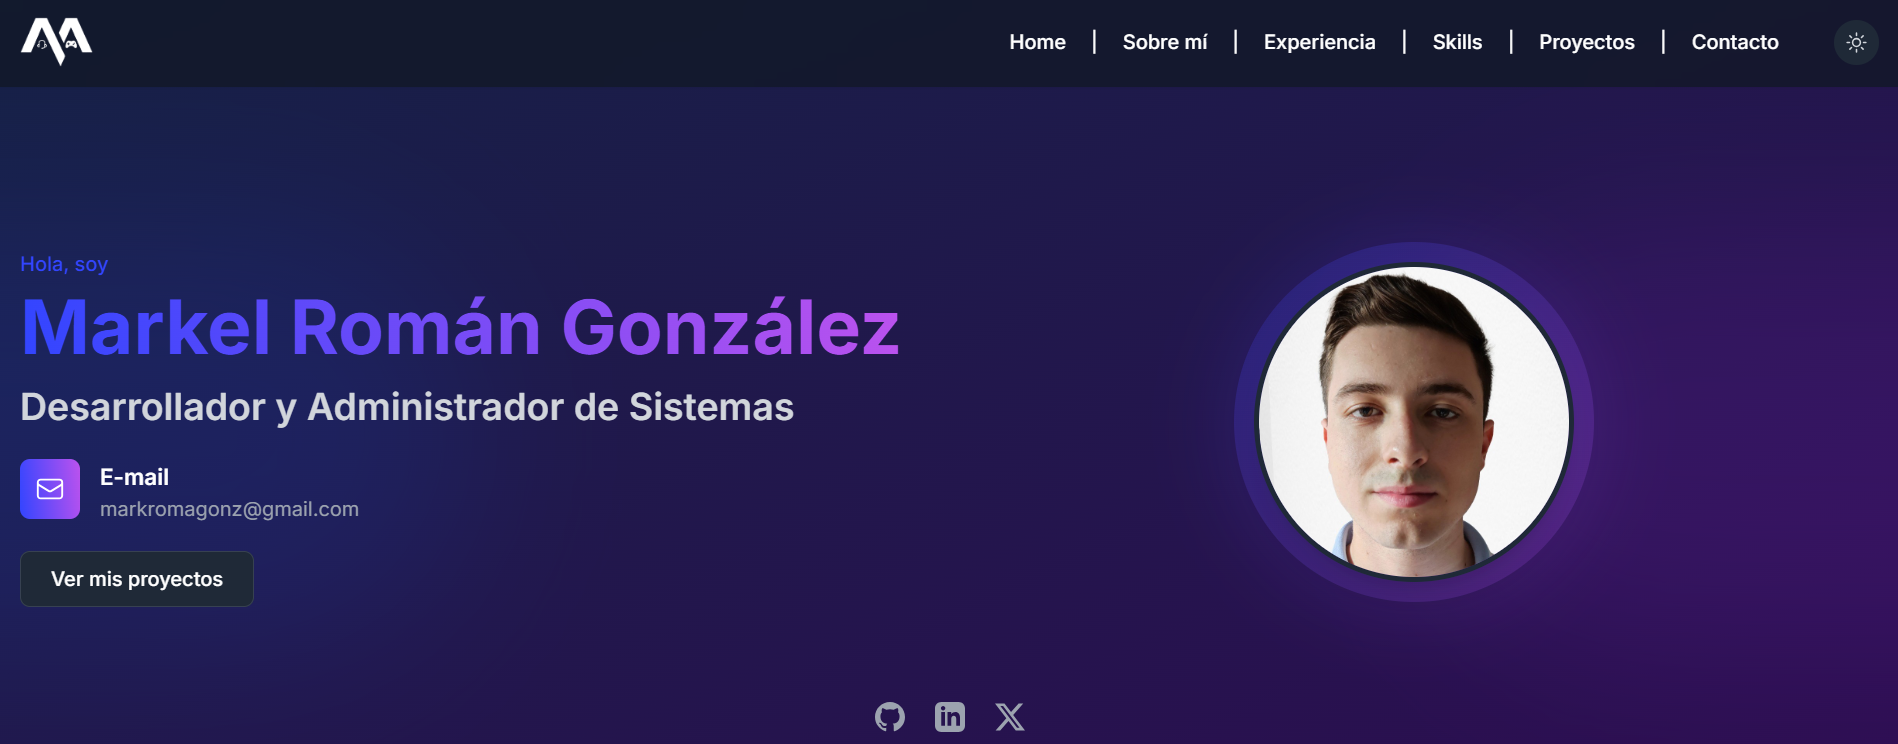 Home | Sobre mí | Experiencia | Skills | Proyectos | Contacto
Hola, soy
Markel Román González
Desarrollador y Administrador de Sistemas
E-mail
markromagonz@gmail.com
Ver mis proyectos